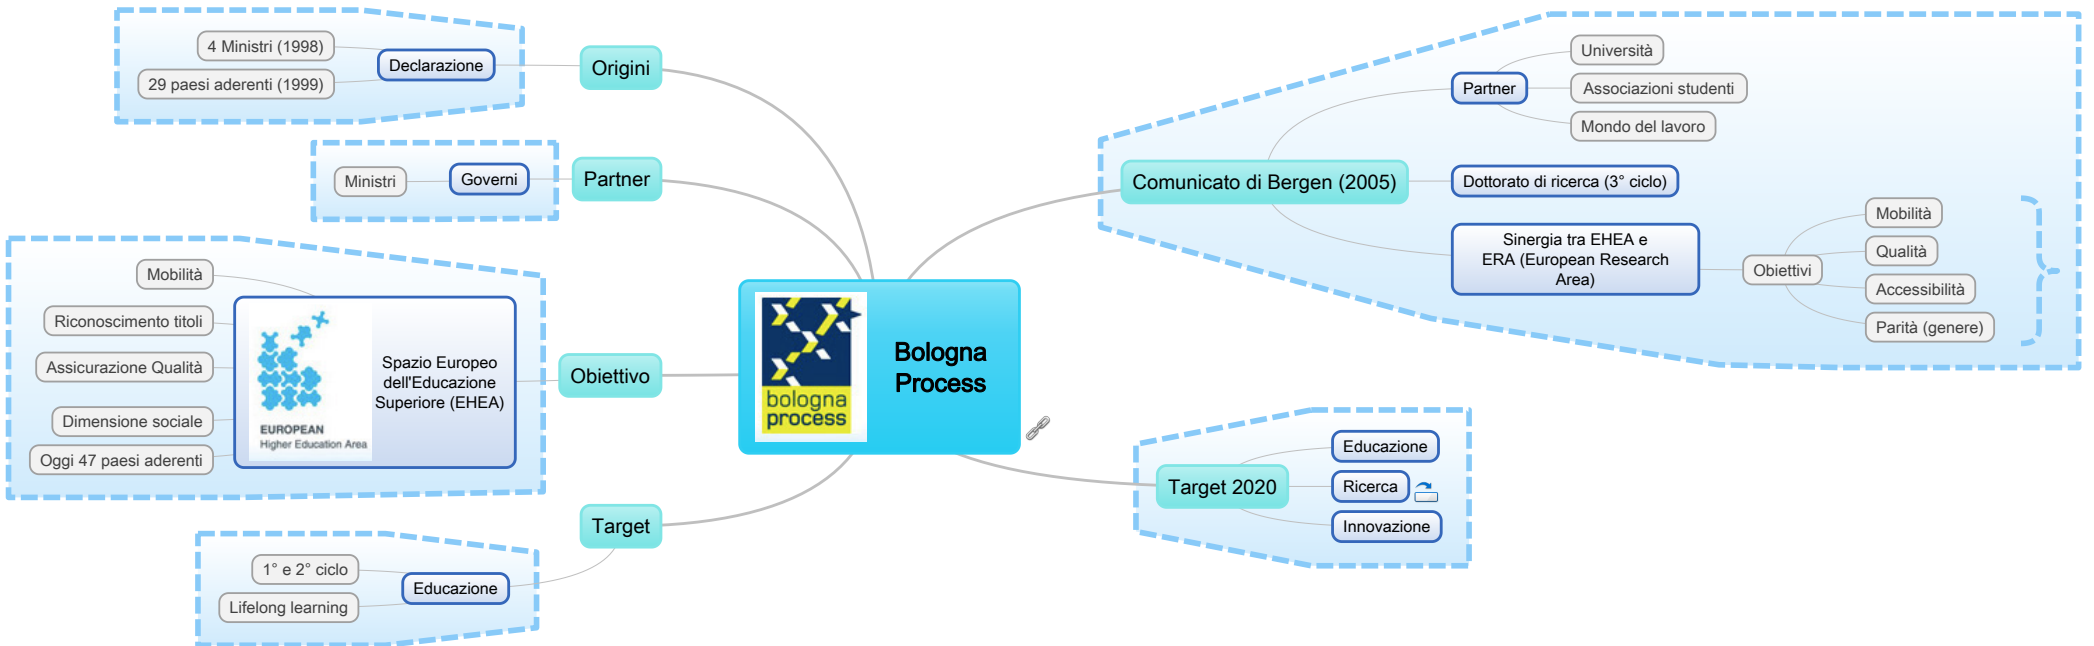 4 Ministri (1998)
29 paesi aderenti (1999)
Declarazione
Origini
Ministri
Governi
Partner
Mobilità
Riconoscimento titoli
Assicurazione Qualità
Dimensione sociale
Oggi 47 paesi aderenti
EUROPEAN
Higher Education Area
Spazio Europeo
dell'Educazione
Superiore (EHEA)
Obiettivo
1° e 2° ciclo
Lifelong learning
Educazione
Target
bologna
process
Bologna
Process
Comunicato di Bergen (2005)
Partner
Università
Associazioni studenti
Mondo del lavoro
Dottorato di ricerca (3° ciclo)
Sinergia tra EHEA e
ERA (European Research
Area)
Obiettivi
Mobilità
Qualità
Accessibilità
Parità (genere)
Target 2020
Educazione
Ricerca
Innovazione